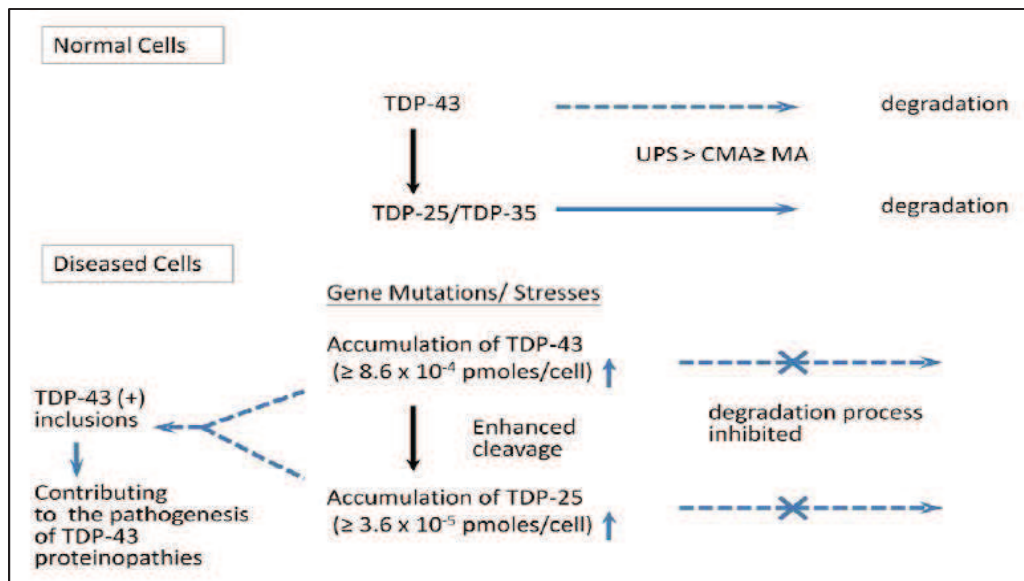 Normal Cells
TDP-43
degradation
UPS > CMA≥ MA
TDP-25/TDP-35
degradation
Diseased Cells
Gene Mutations/ Stresses
Accumulation of TDP-43
(≥ 8.6 x 10⁻⁴ pmoles/cell)
TDP-43 (+)
inclusions
Enhanced
cleavage
degradation process
inhibited
Contributing
to the pathogenesis
of TDP-43
proteinopathies
Accumulation of TDP-25
(≥ 3.6 x 10⁻⁵ pmoles/cell)